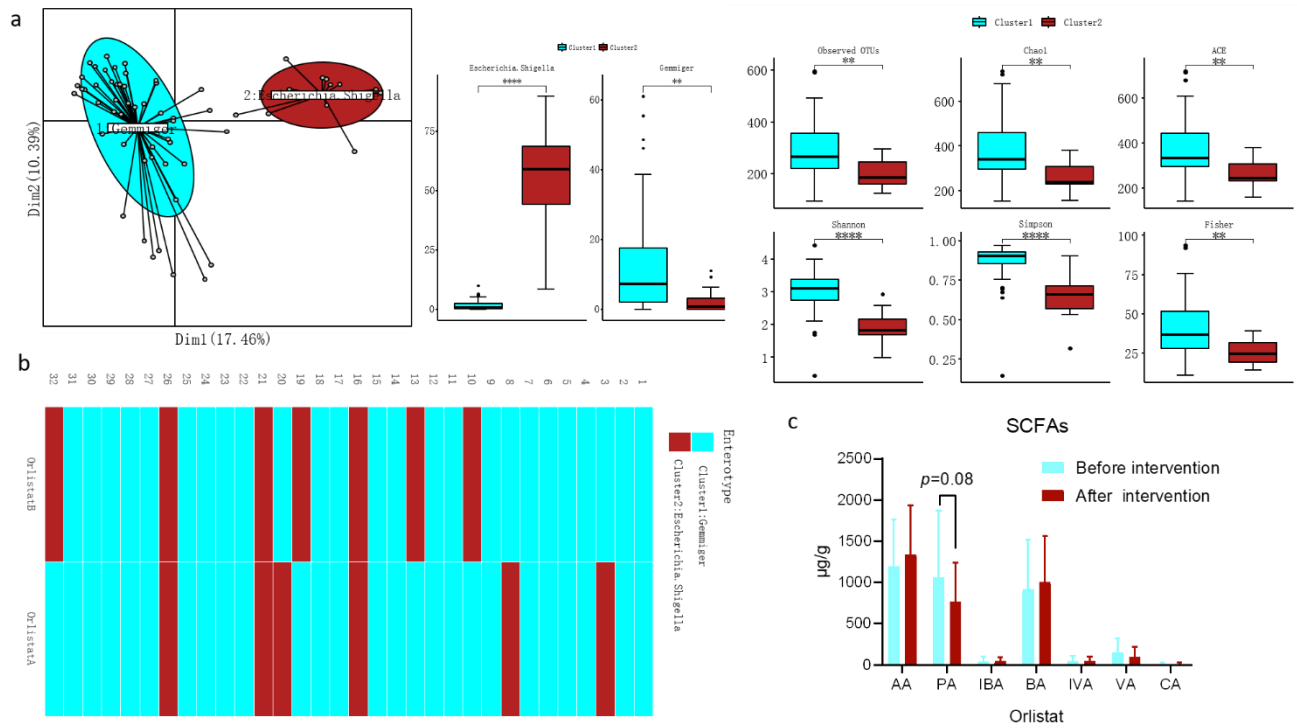 a
Dim2(10.39%)
Dim1(17.46%)
1 Gemmiger
2:Escherichia.Shigella
Cluster1 Cluster2
Escherichia.Shigella
****
75
50
25
0
Gemmiger
**
60
40
20
0
Cluster1 Cluster2
Observed OTUs
**
600
400
200
Chao1
**
600
400
200
ACE
**
600
400
200
Shannon
****
4
3
2
1
Simpson
****
1.00
0.75
0.50
0.25
Fisher
**
100
75
50
25
b
32 31 30 29 28 27 26 25 24 23 22 21 20 19 18 17 16 15 14 13 12 11 10 9 8 7 6 5 4 3 2 1
OrlistatB
OrlistatA
Enterotype
Cluster1:Gemmiger
Cluster2:Escherichia.Shigella
c
SCFAs
Before intervention
After intervention
p=0.08
µg/g
2500
2000
1500
1000
500
0
AA PA IBA BA IVA VA CA
Orlistat